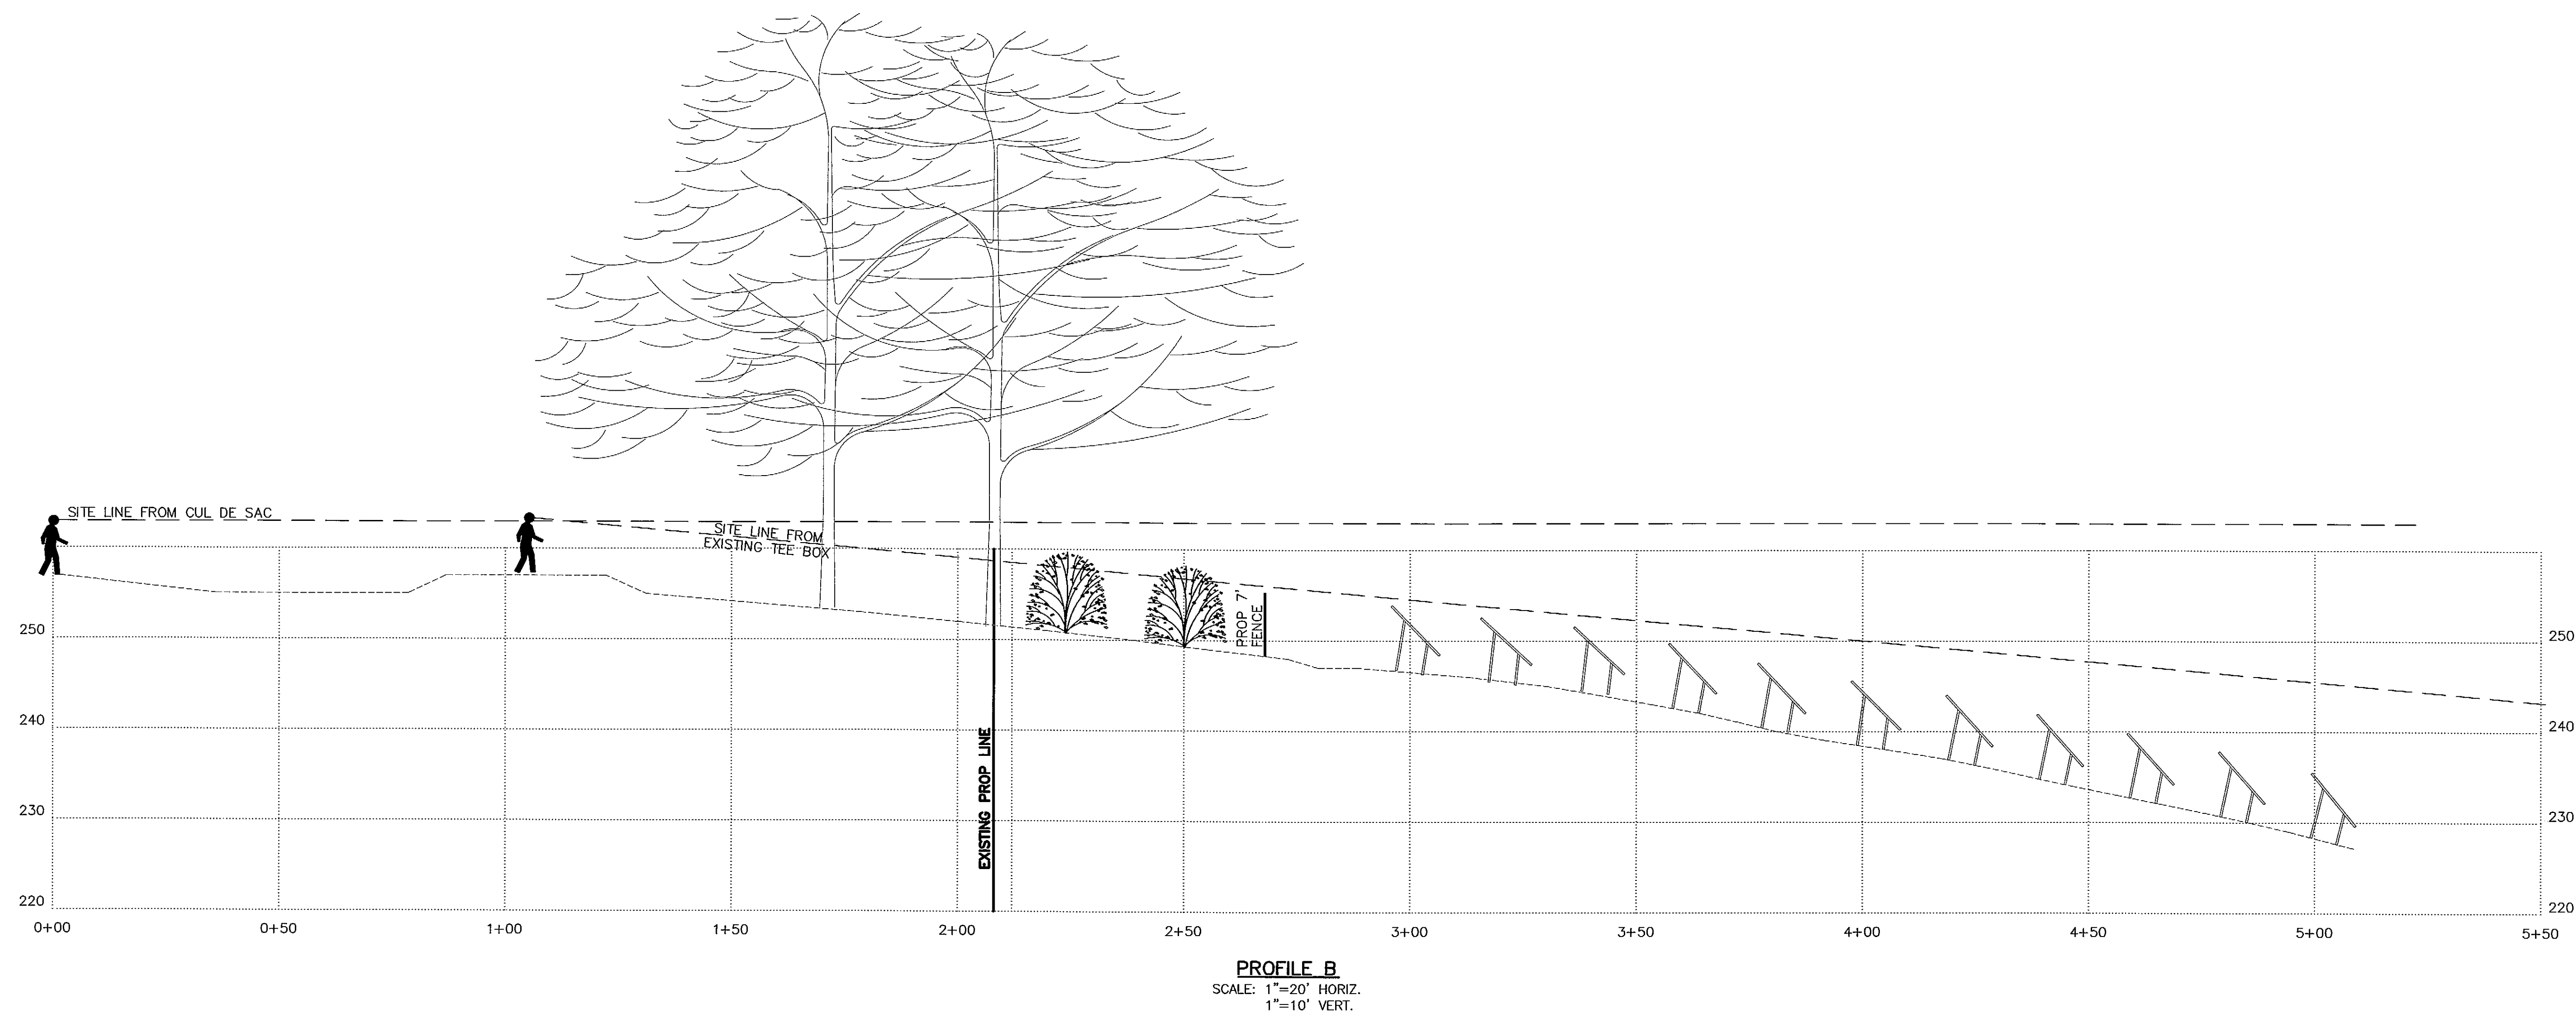 SITE LINE FROM CUL DE SAC
SITE LINE FROM
EXISTING TEE BOX
PROP 7'
FENCE
EXISTING PROP LINE
250
240
230
220
250
240
230
220
0+00 0+50 1+00 1+50 2+00 2+50 3+00 3+50 4+00 4+50 5+00 5+50
PROFILE B
SCALE: 1"=20' HORIZ.
1"=10' VERT.